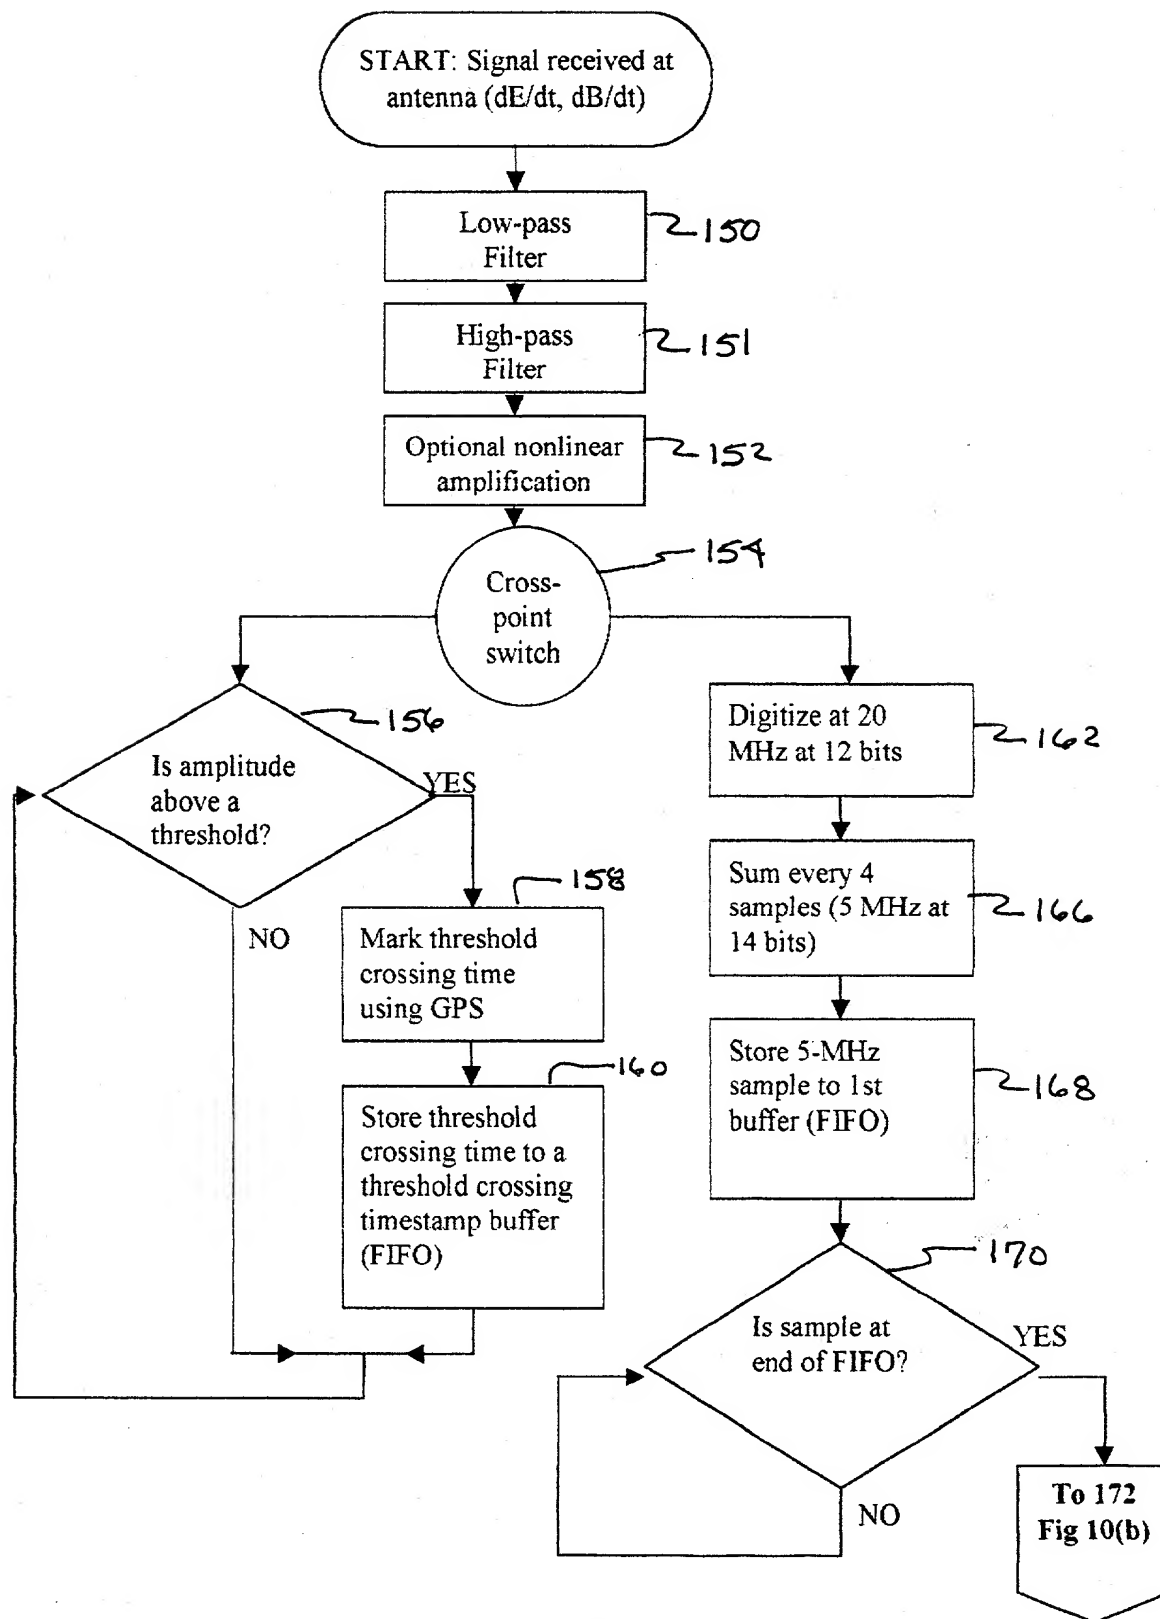 START: Signal received at
antenna (dE/dt, dB/dt)
Low-pass
Filter
150
High-pass
Filter
151
Optional nonlinear
amplification
152
Cross-
point
switch
154
Is amplitude
above a
threshold?
156
YES
NO
Mark threshold
crossing time
using GPS
158
Store threshold
crossing time to a
threshold crossing
timestamp buffer
(FIFO)
160
Digitize at 20
MHz at 12 bits
162
Sum every 4
samples (5 MHz at
14 bits)
166
Store 5-MHz
sample to 1st
buffer (FIFO)
168
Is sample at
end of FIFO?
170
YES
NO
To 172
Fig 10(b)